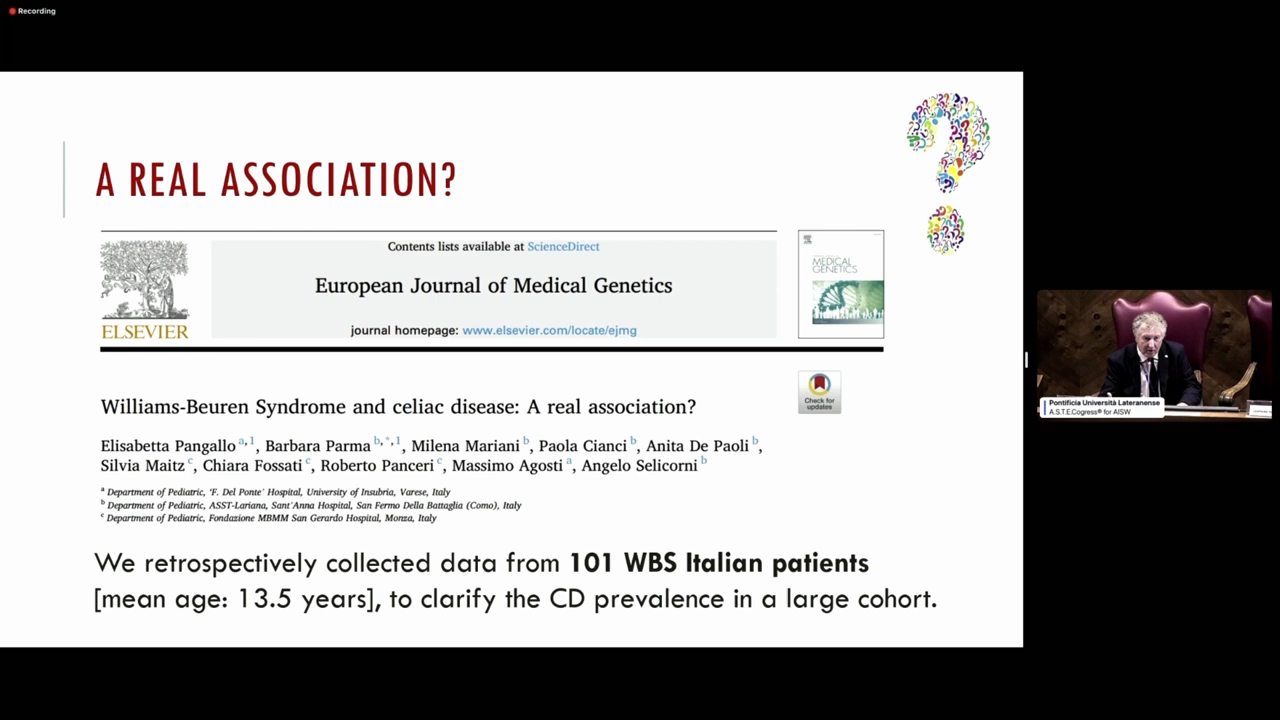 Recording
A REAL ASSOCIATION?
Contents lists available at ScienceDirect
European Journal of Medical Genetics
journal homepage: www.elsevier.com/locate/ejmg
ELSEVIER
MEDICAL
GENETICS
Check for
updates
Williams-Beuren Syndrome and celiac disease: A real association?
Elisabetta Pangallo a,1, Barbara Parma b,*,1, Milena Mariani b, Paola Cianci b, Anita De Paoli b,
Silvia Maitz c, Chiara Fossati c, Roberto Panceri c, Massimo Agosti a, Angelo Selicorni b
a Department of Pediatric, 'F. Del Ponte' Hospital, University of Insubria, Varese, Italy
b Department of Pediatric, ASST-Lariana, Sant'Anna Hospital, San Fermo Della Battaglia (Como), Italy
c Department of Pediatric, Fondazione MBMM San Gerardo Hospital, Monza, Italy
We retrospectively collected data from 101 WBS Italian patients
[mean age: 13.5 years], to clarify the CD prevalence in a large cohort.
Pontificia Università Lateranense
A.S.T.E.Cogress® for AISW